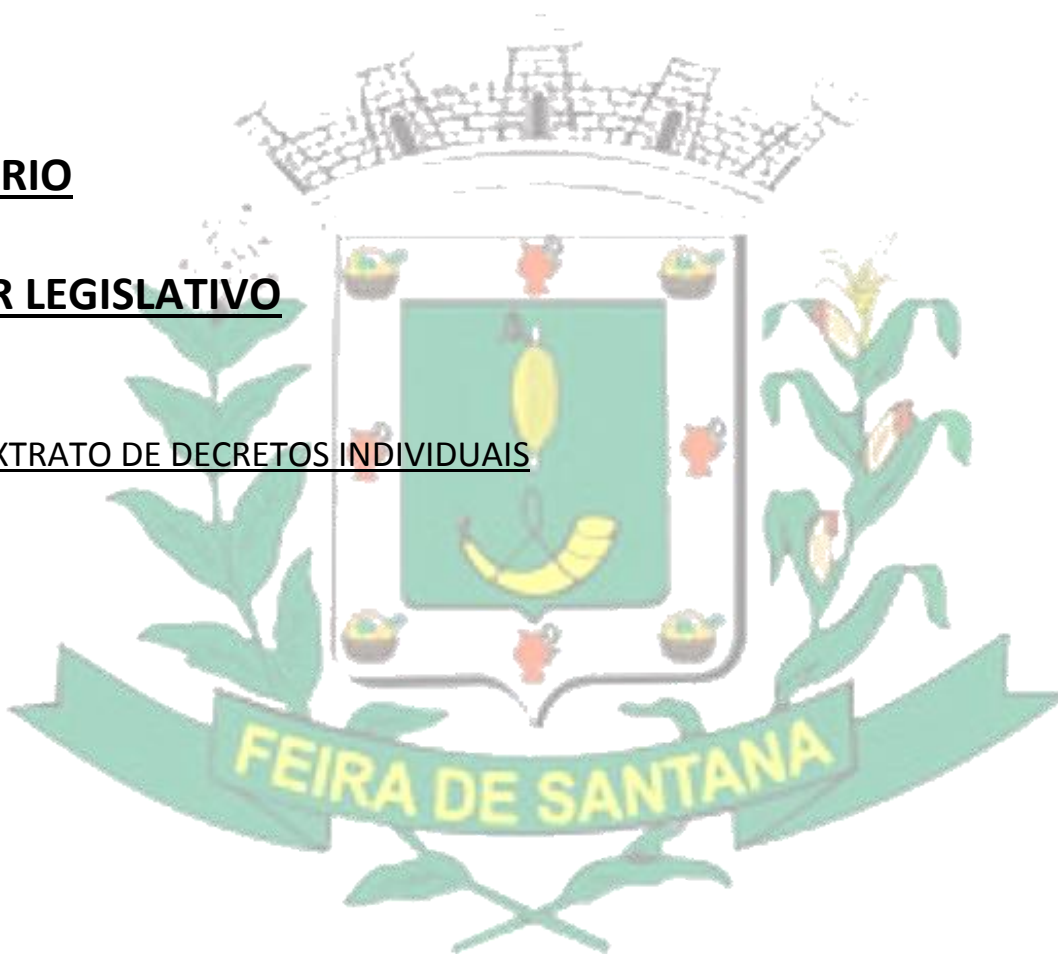 RIO
R LEGISLATIVO
XTRATO DE DECRETOS INDIVIDUAIS
FEIRA DE SANTANA